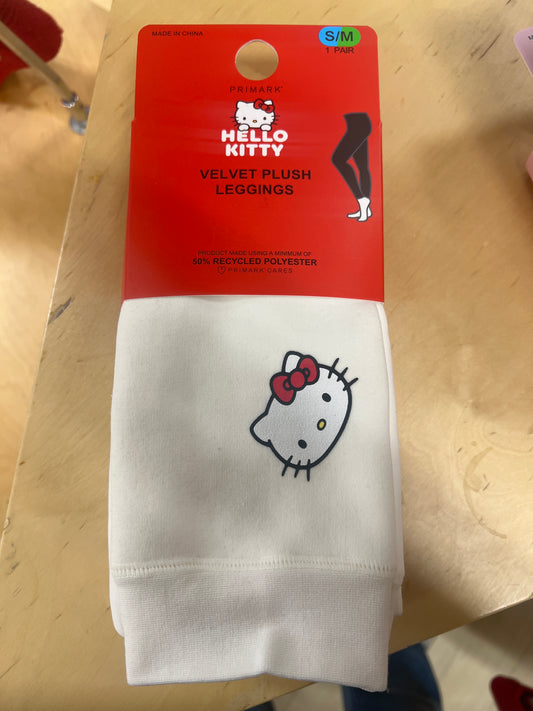 MADE IN CHINA
S/M
1 PAIR
PRIMARK®
HELLO
KITTY
VELVET PLUSH
LEGGINGS
PRODUCT MADE USING A MINIMUM OF
50% RECYCLED POLYESTER
PRIMARK CARES